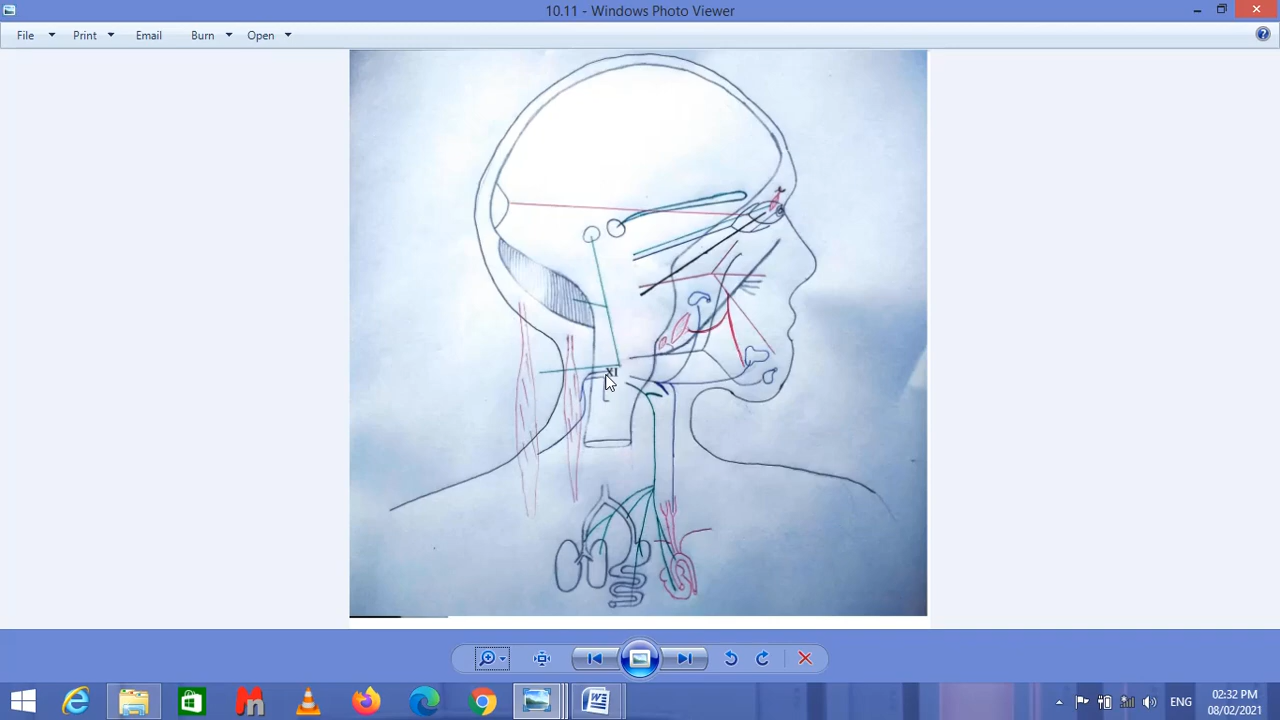 10.11 - Windows Photo Viewer
File Print Email Burn Open
XI
ENG
02:32 PM
08/02/2021